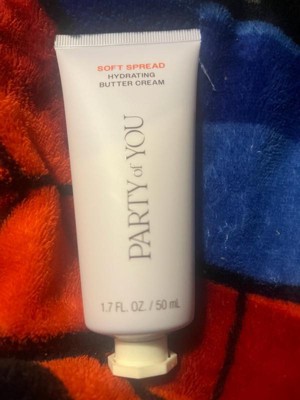 SOFT SPREAD
HYDRATING
BUTTER CREAM
PARTY of YOU
1.7 FL. OZ. / 50 mL